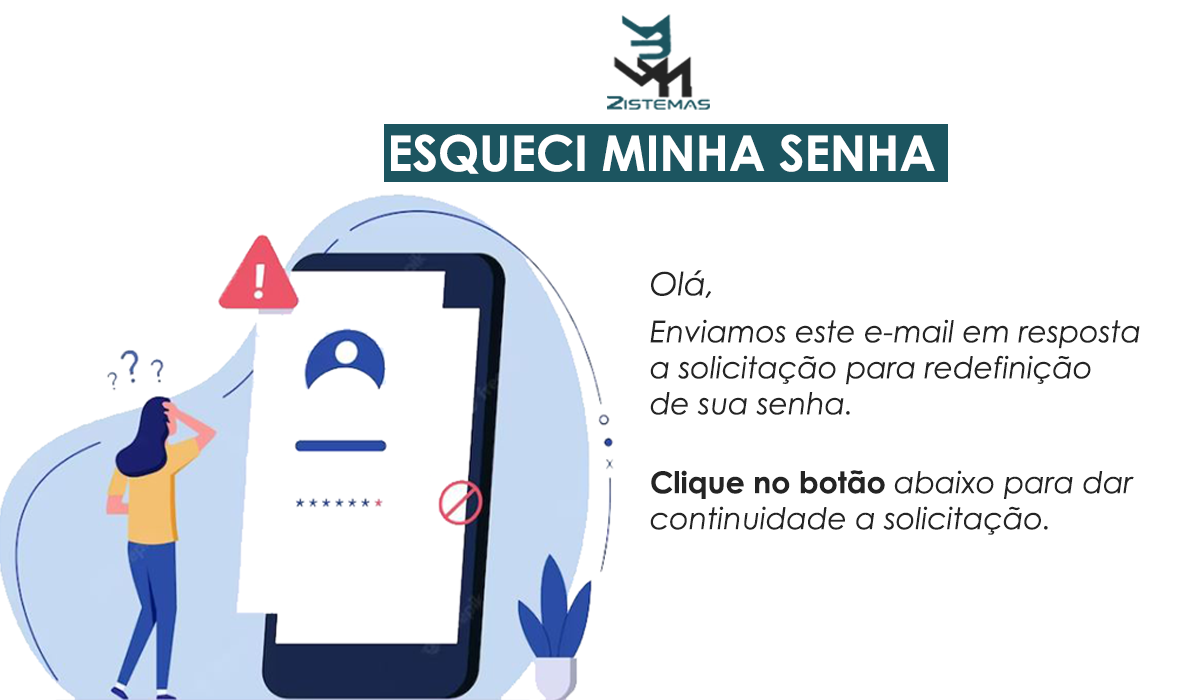 ZISTEMAS
ESQUECI MINHA SENHA
Olá,
Enviamos este e-mail em resposta
a solicitação para redefinição
de sua senha.
Clique no botão abaixo para dar
continuidade a solicitação.